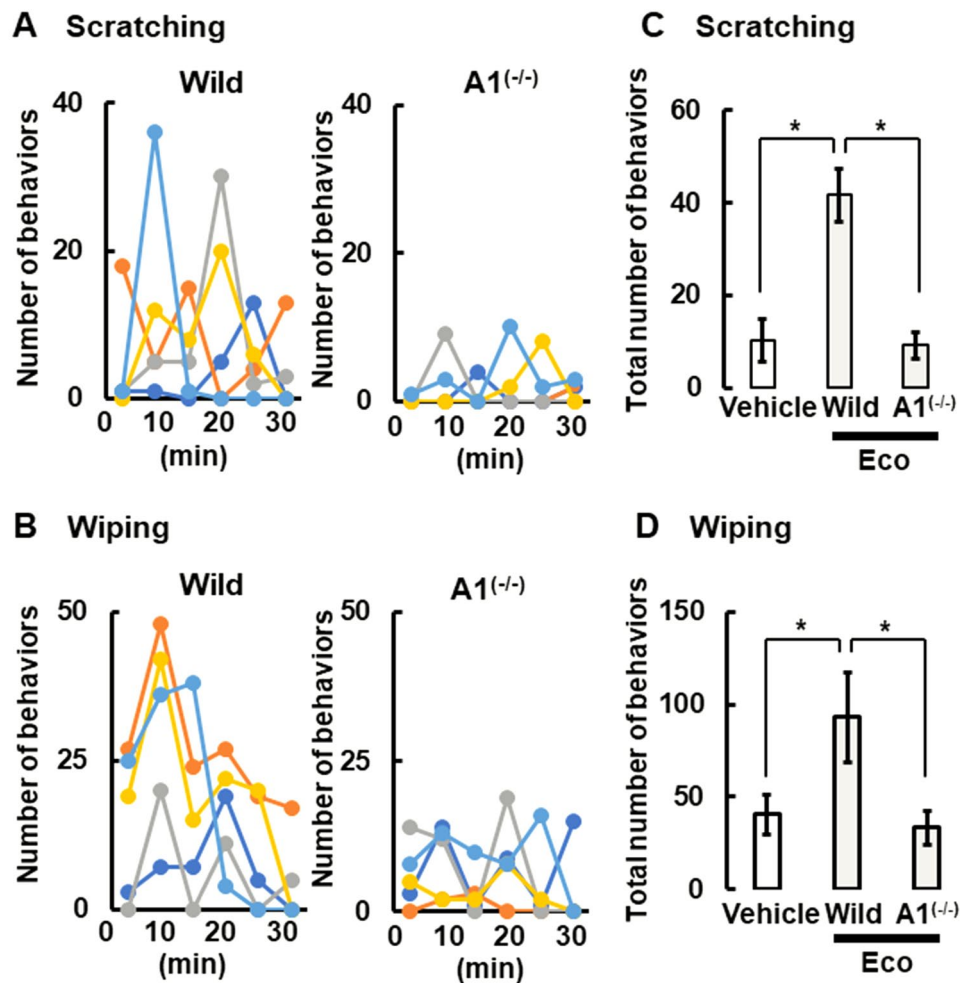 A Scratching
Wild
A1(-/-)
Number of behaviors
40
20
0
0 10 20 30
(min)
Number of behaviors
40
20
0
0 10 20 30
(min)
C Scratching
Total number of behaviors
60
40
20
0
* *
Vehicle Wild A1(-/-)
Eco
B Wiping
Wild
A1(-/-)
Number of behaviors
50
25
0
0 10 20 30
(min)
Number of behaviors
50
25
0
0 10 20 30
(min)
D Wiping
Total number of behaviors
150
100
50
0
* *
Vehicle Wild A1(-/-)
Eco